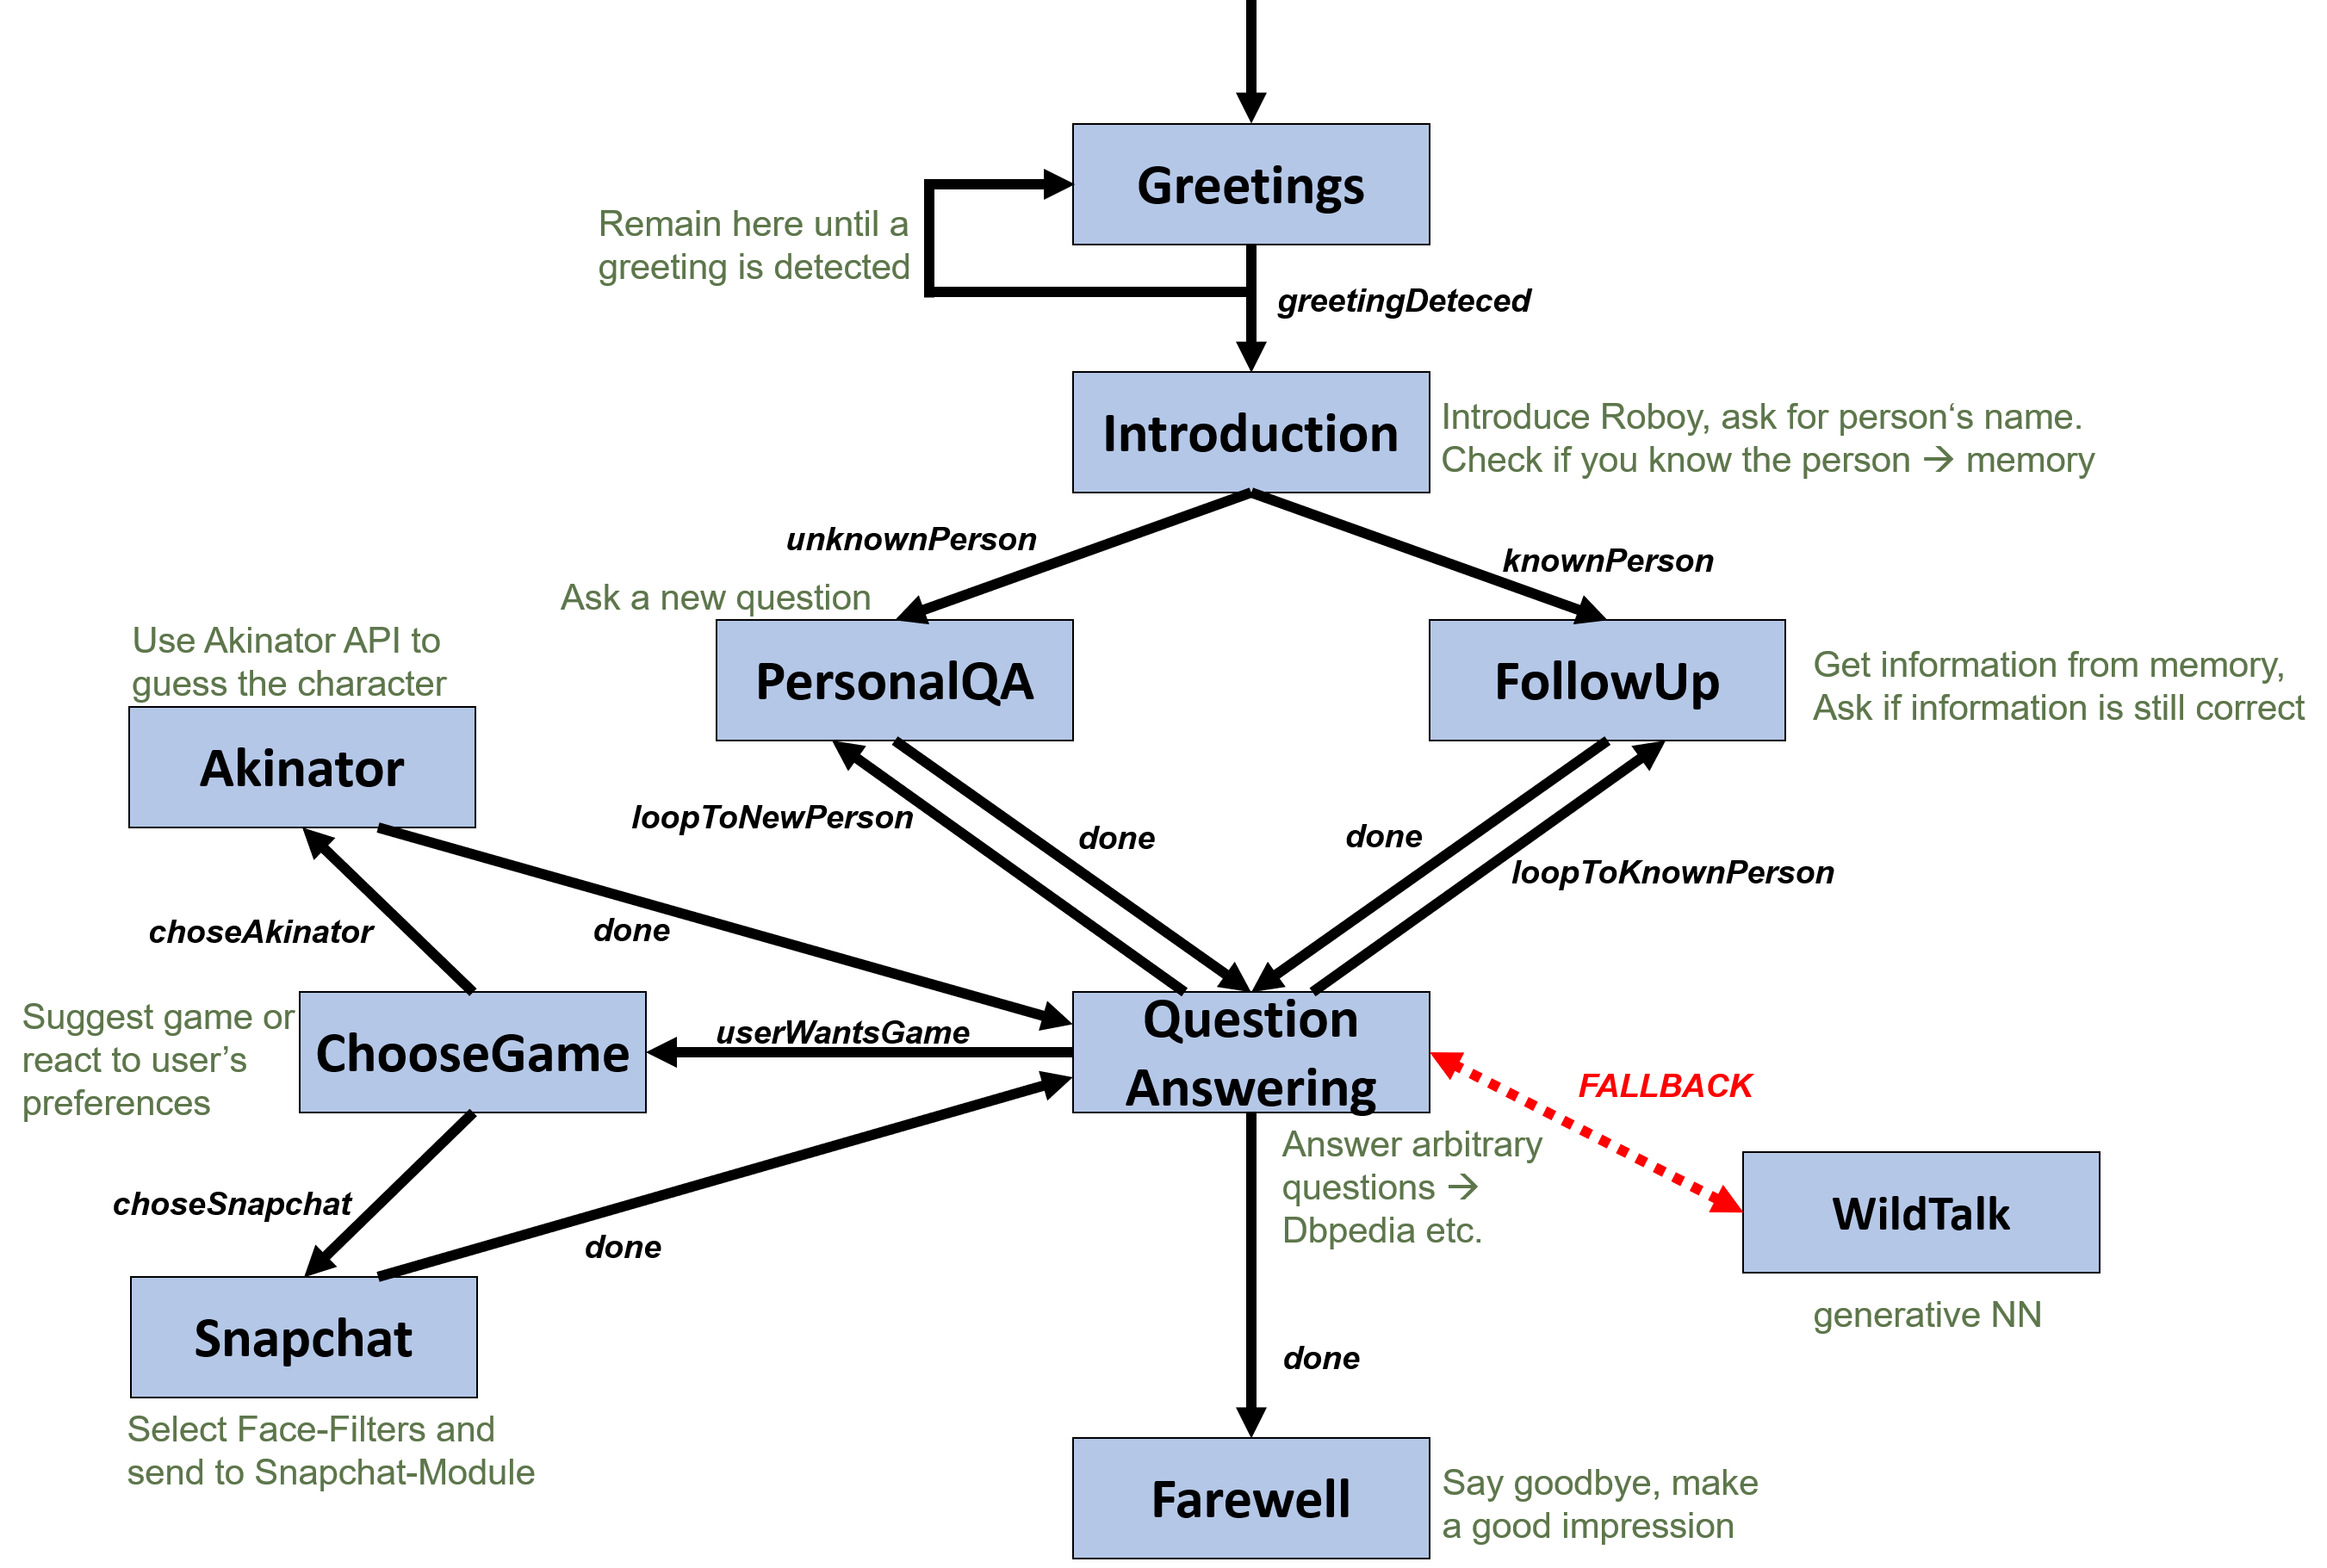 Greetings
Remain here until a
greeting is detected
greetingDeteced
Introduction
Introduce Roboy, ask for person‘s name.
Check if you know the person → memory
unknownPerson
knownPerson
Ask a new question
PersonalQA
FollowUp
Get information from memory,
Ask if information is still correct
Use Akinator API to
guess the character
Akinator
loopToNewPerson
done
done
loopToKnownPerson
choseAkinator
done
Suggest game or
react to user’s
preferences
ChooseGame
userWantsGame
Question
Answering
FALLBACK
Answer arbitrary
questions →
Dbpedia etc.
WildTalk
generative NN
choseSnapchat
done
Snapchat
Select Face-Filters and
send to Snapchat-Module
done
Farewell
Say goodbye, make
a good impression